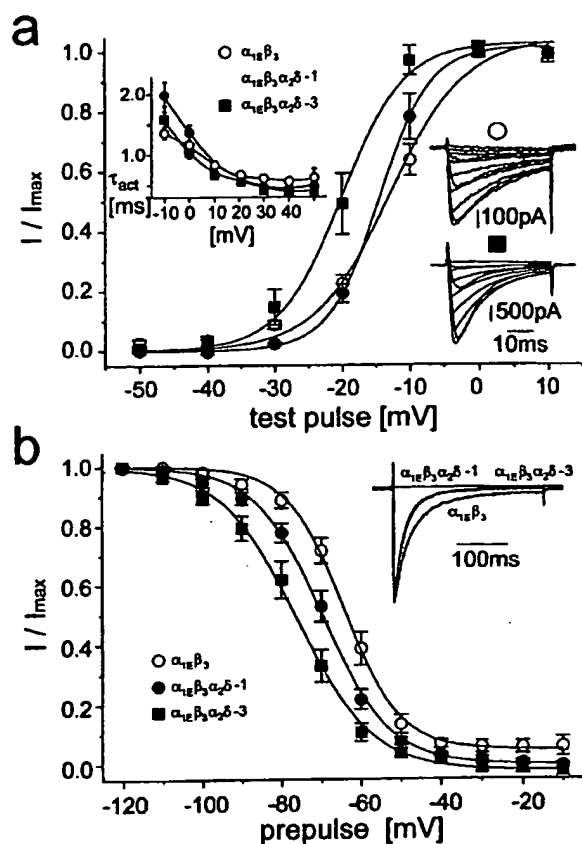 a
α1Eβ3
α1Eβ3α2δ-1
α1Eβ3α2δ-3
2.0
1.0
τact
[ms]
-10 0 10 20 30 40
[mV]
I / Imax
1.0
0.8
0.6
0.4
0.2
0.0
100pA
500pA
10ms
-50 -40 -30 -20 -10 0 10
test pulse [mV]
b
I / Imax
1.0
0.8
0.6
0.4
0.2
0.0
α1Eβ3α2δ-1 α1Eβ3α2δ-3
α1Eβ3
100ms
α1Eβ3
α1Eβ3α2δ-1
α1Eβ3α2δ-3
-120 -100 -80 -60 -40 -20
prepulse [mV]